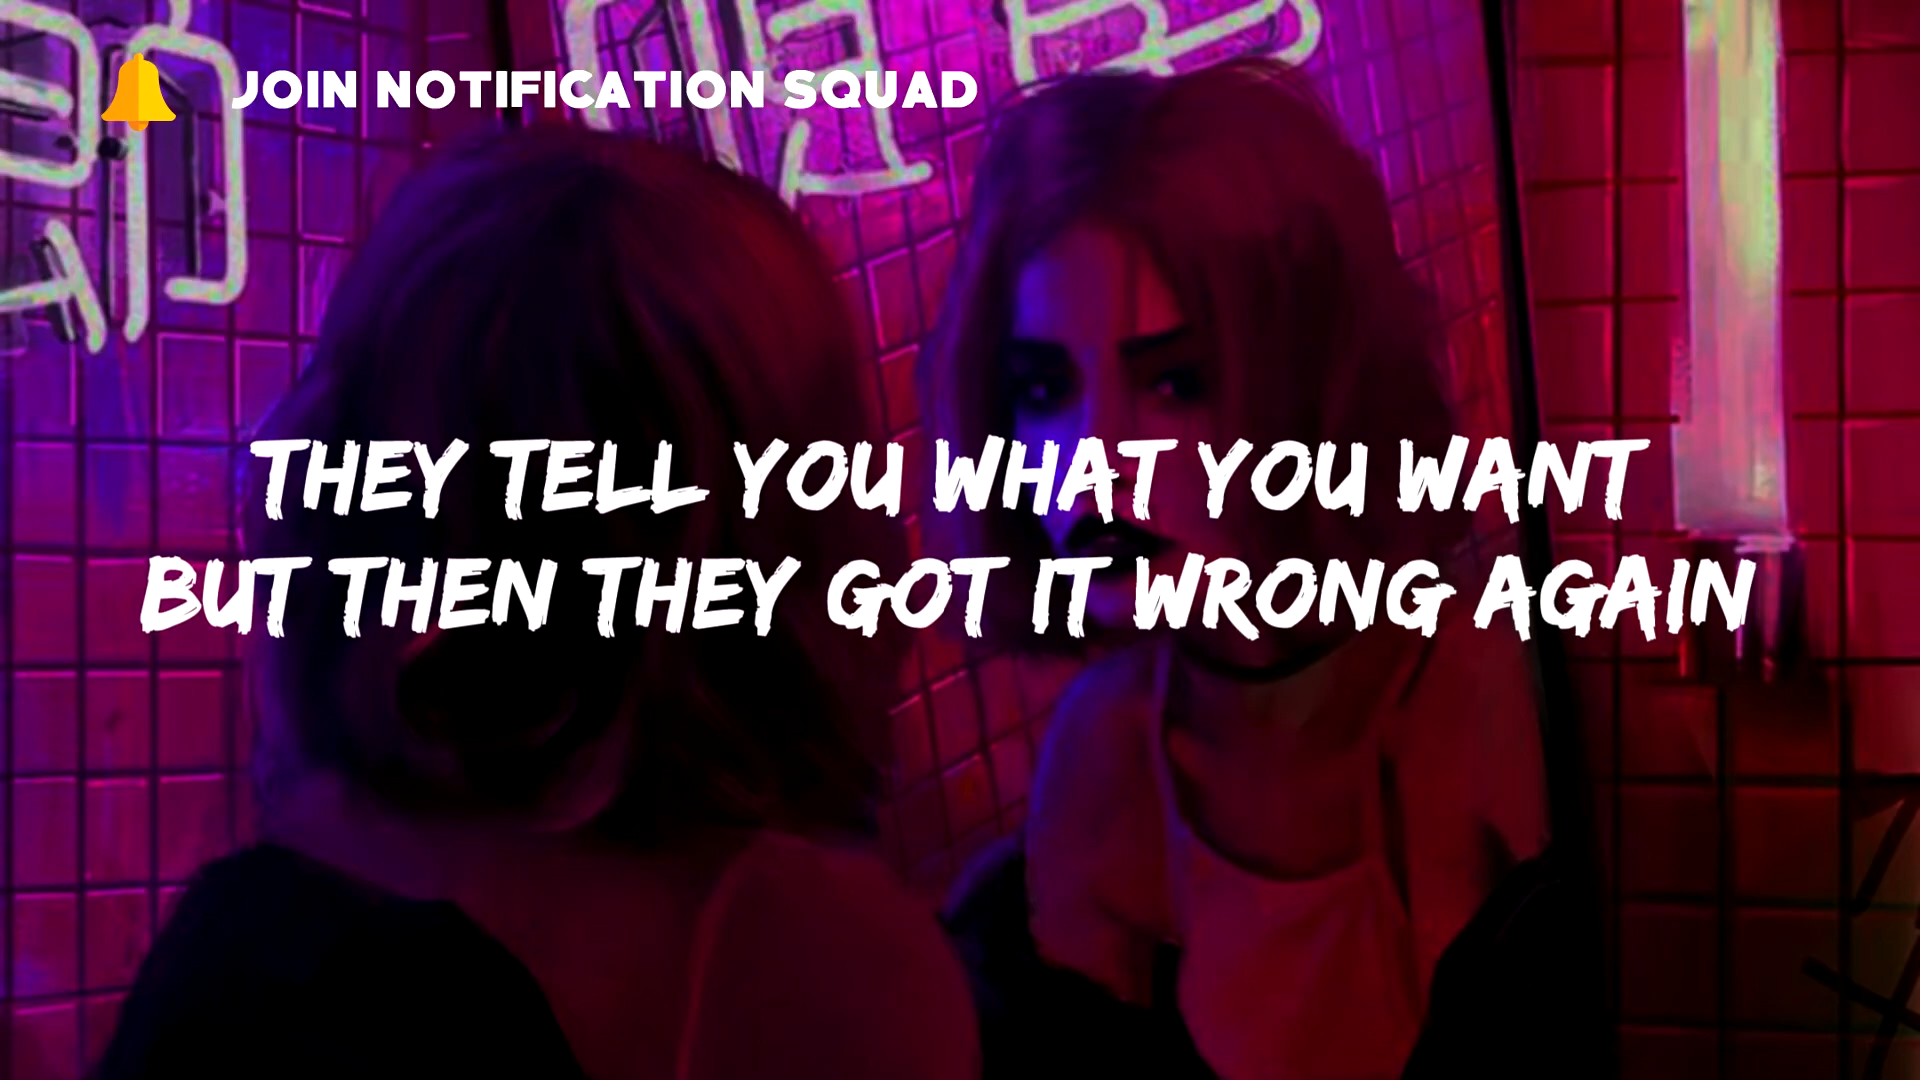 JOIN NOTIFICATION SQUAD
THEY TELL YOU WHAT YOU WANT
BUT THEN THEY GOT IT WRONG AGAIN